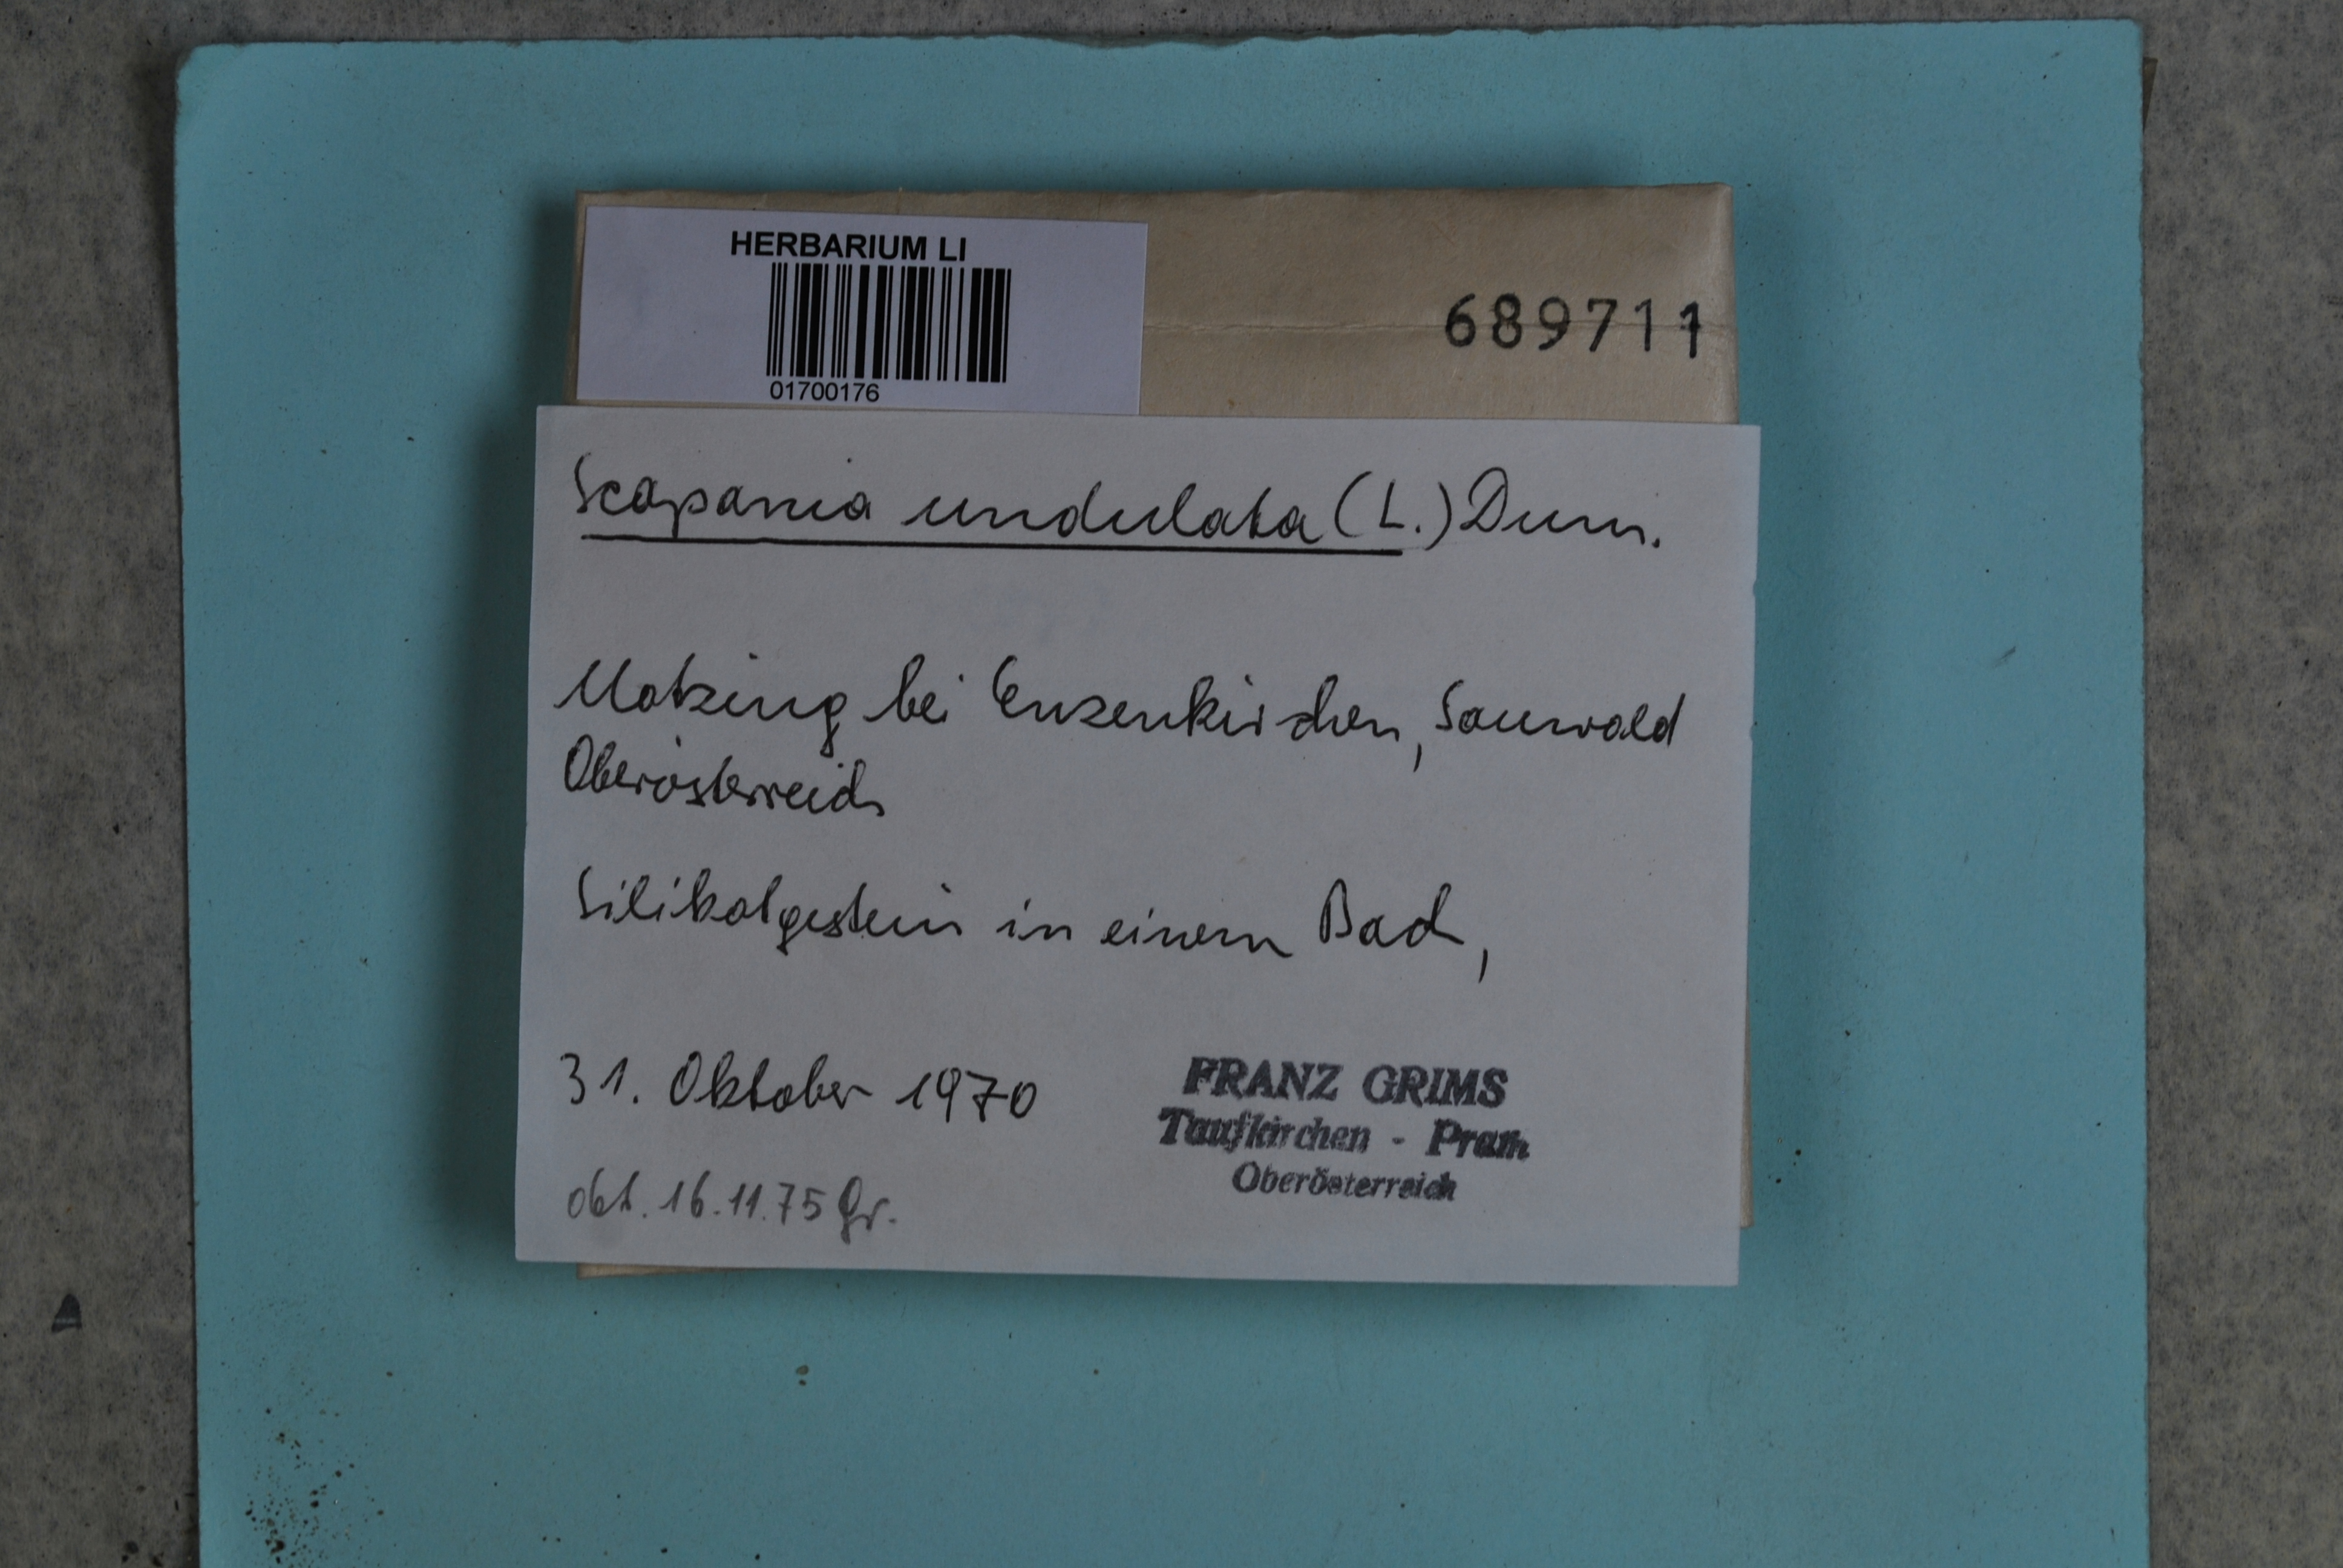 HERBARIUM LI
01700176
689711
Scapania undulata (L.) Dum.
Matzing bei Enzenkirchen, Sauwald
Oberösterreich
Silikatgestein in einem Bach,
31. Oktober 1970
FRANZ GRIMS
Taufkirchen - Pram
Oberösterreich
16.11.75 Gr.